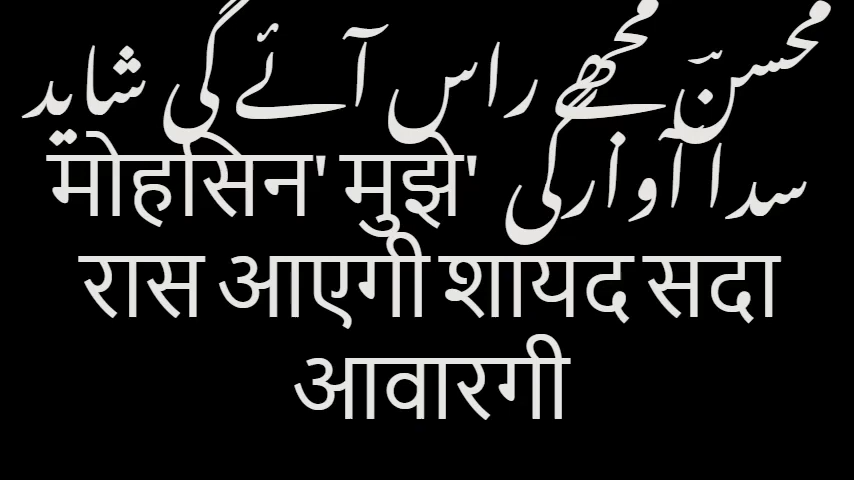 محسنؔ مجھے راس آئے گی شاید
سدا آوارگی
'मोहसिन' मुझे
रास आएगी शायद सदा
आवारगी